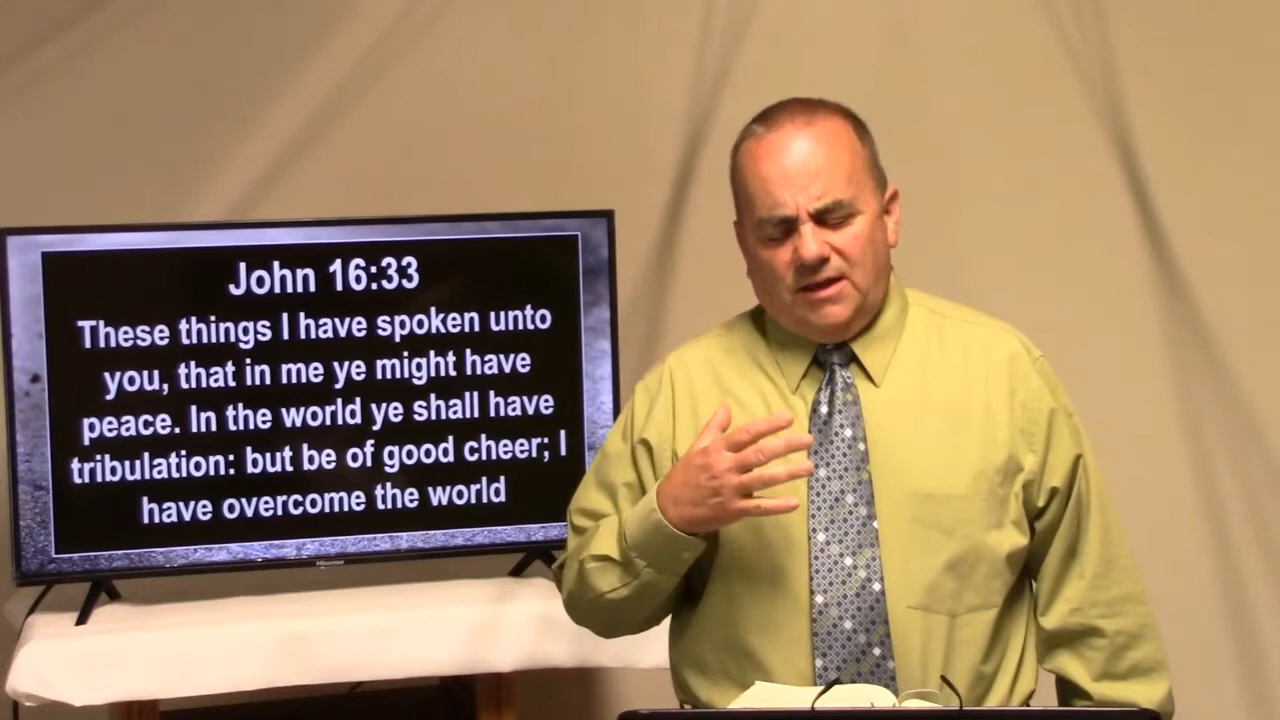 John 16:33
These things I have spoken unto
you, that in me ye might have
peace. In the world ye shall have
tribulation: but be of good cheer; I
have overcome the world
Hisense